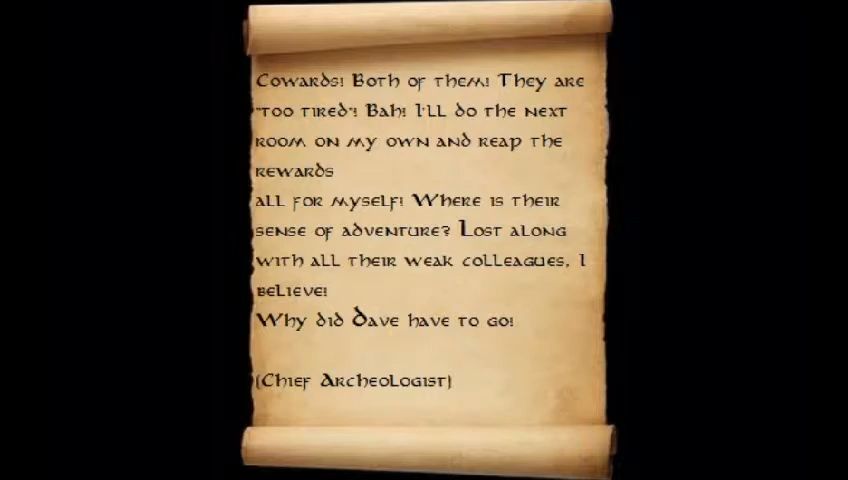 Cowards! Both of them! They are
"too tired"! Bah! I'll do the next
room on my own and reap the
rewards
all for myself! Where is their
sense of adventure? Lost along
with all their weak colleagues, I
believe!
Why did Dave have to go!
(Chief Archeologist)